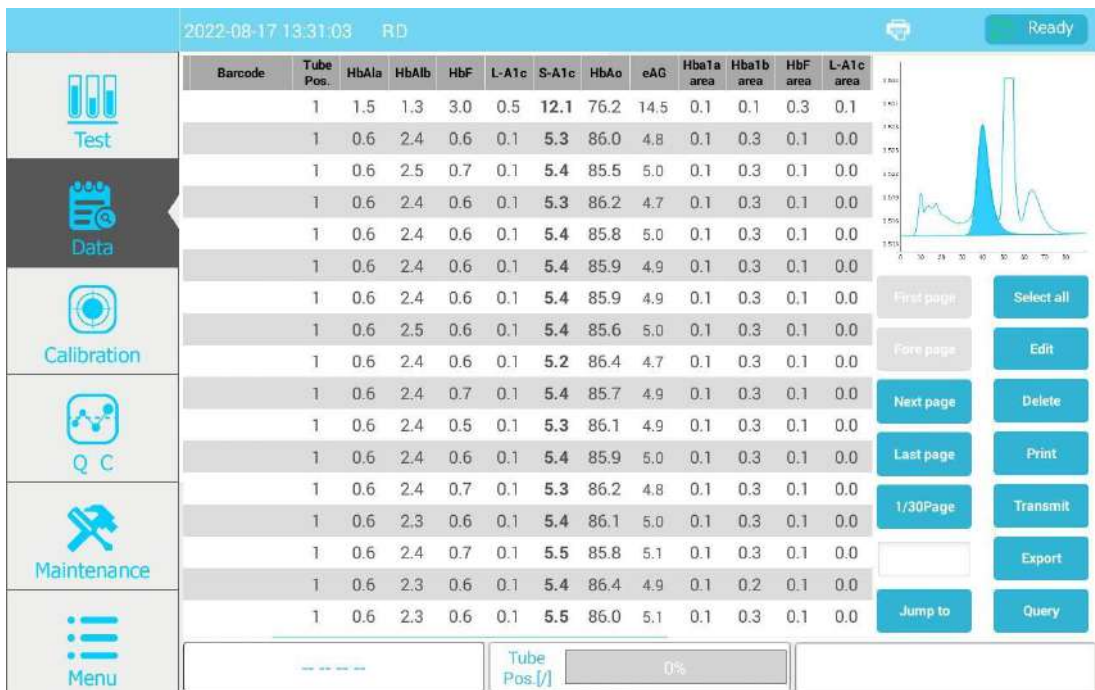 2022-08-17 13:31:03 RD
Ready
Test
Data
Calibration
Q C
Maintenance
Menu
Barcode Tube Pos. HbAla HbAlb HbF L-A1c S-A1c HbAo eAG Hba1a area Hba1b area HbF area L-A1c area
1 1.5 1.3 3.0 0.5 12.1 76.2 14.5 0.1 0.1 0.3 0.1
1 0.6 2.4 0.6 0.1 5.3 86.0 4.8 0.1 0.3 0.1 0.0
1 0.6 2.5 0.7 0.1 5.4 85.5 5.0 0.1 0.3 0.1 0.0
1 0.6 2.4 0.6 0.1 5.3 86.2 4.7 0.1 0.3 0.1 0.0
1 0.6 2.4 0.6 0.1 5.4 85.8 5.0 0.1 0.3 0.1 0.0
1 0.6 2.4 0.6 0.1 5.4 85.9 4.9 0.1 0.3 0.1 0.0
1 0.6 2.4 0.6 0.1 5.4 85.9 4.9 0.1 0.3 0.1 0.0
1 0.6 2.5 0.6 0.1 5.4 85.6 5.0 0.1 0.3 0.1 0.0
1 0.6 2.4 0.6 0.1 5.2 86.4 4.7 0.1 0.3 0.1 0.0
1 0.6 2.4 0.7 0.1 5.4 85.7 4.9 0.1 0.3 0.1 0.0
1 0.6 2.4 0.5 0.1 5.3 86.1 4.9 0.1 0.3 0.1 0.0
1 0.6 2.4 0.6 0.1 5.4 85.9 5.0 0.1 0.3 0.1 0.0
1 0.6 2.4 0.7 0.1 5.3 86.2 4.8 0.1 0.3 0.1 0.0
1 0.6 2.3 0.6 0.1 5.4 86.1 5.0 0.1 0.3 0.1 0.0
1 0.6 2.4 0.7 0.1 5.5 85.8 5.1 0.1 0.3 0.1 0.0
1 0.6 2.3 0.6 0.1 5.4 86.4 4.9 0.1 0.2 0.1 0.0
1 0.6 2.3 0.6 0.1 5.5 86.0 5.1 0.1 0.3 0.1 0.0
First page Select all
Fore page Edit
Next page Delete
Last page Print
1/30Page Transmit
Export
Jump to Query
-- -- -- --
Tube
Pos.[/]
0%